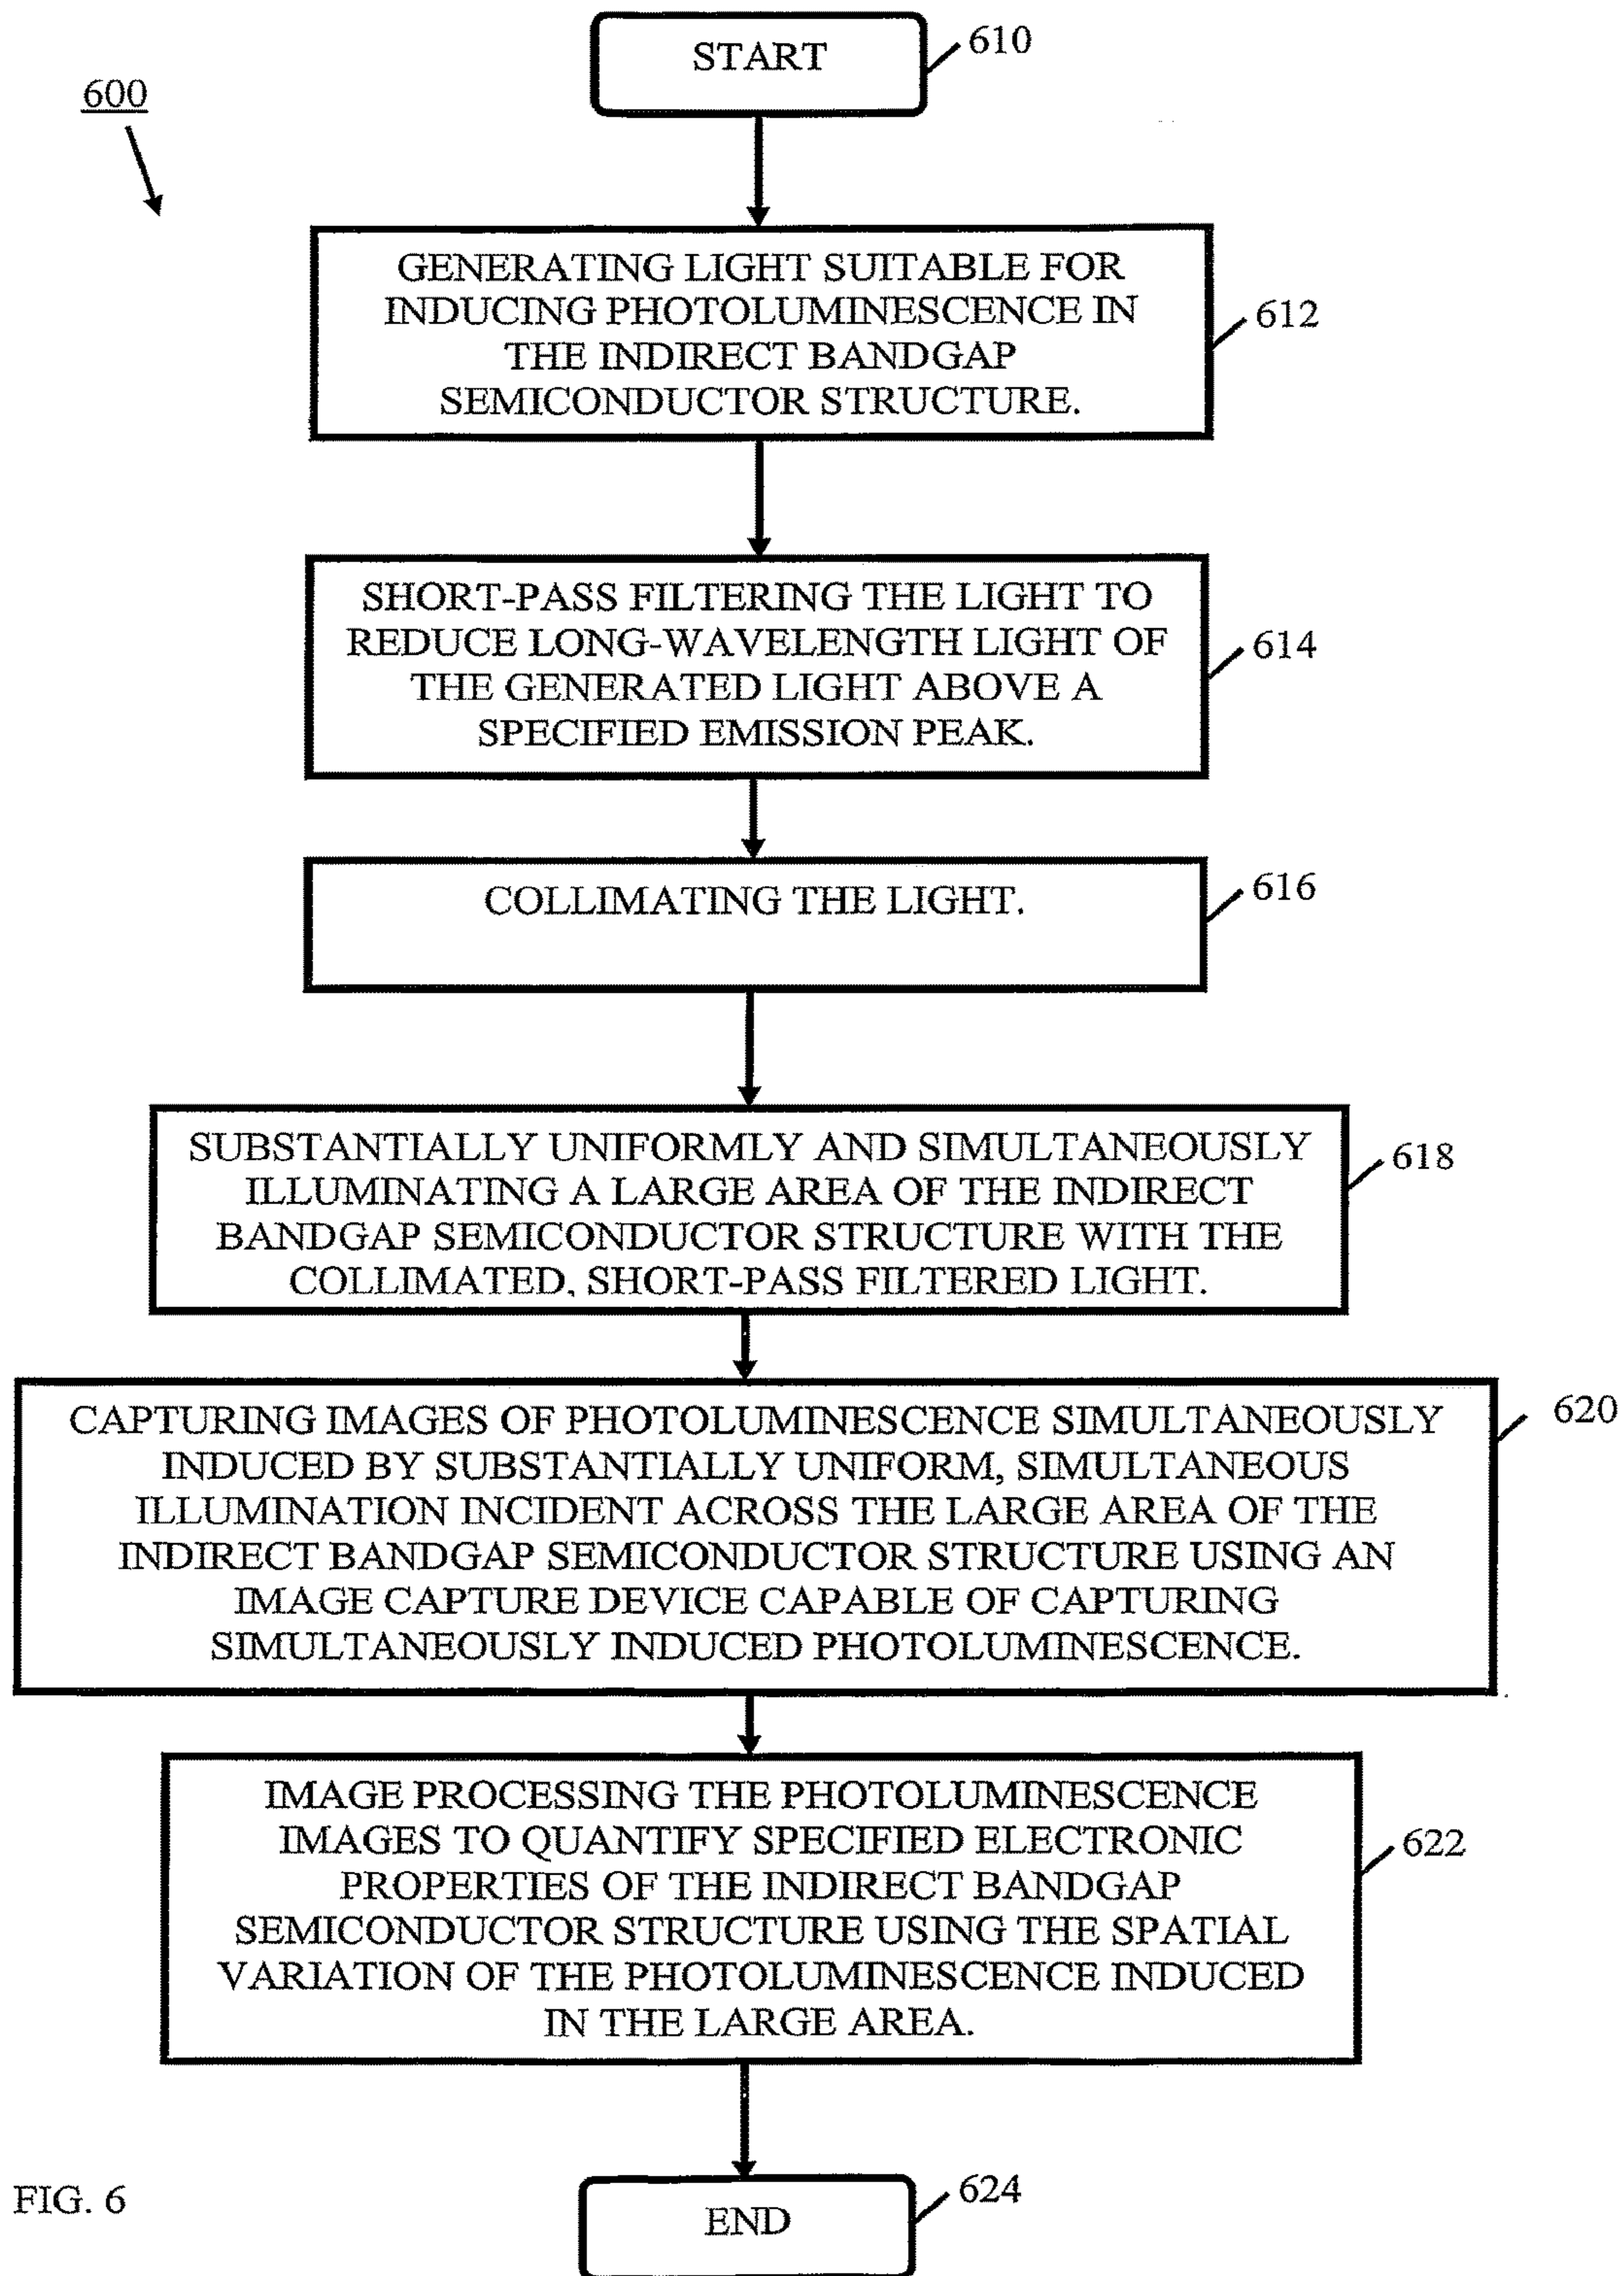 START
610
600
GENERATING LIGHT SUITABLE FOR
INDUCING PHOTOLUMINESCENCE IN
THE INDIRECT BANDGAP
SEMICONDUCTOR STRUCTURE.
612
SHORT-PASS FILTERING THE LIGHT TO
REDUCE LONG-WAVELENGTH LIGHT OF
THE GENERATED LIGHT ABOVE A
SPECIFIED EMISSION PEAK.
614
COLLIMATING THE LIGHT.
616
SUBSTANTIALLY UNIFORMLY AND SIMULTANEOUSLY
ILLUMINATING A LARGE AREA OF THE INDIRECT
BANDGAP SEMICONDUCTOR STRUCTURE WITH THE
COLLIMATED, SHORT-PASS FILTERED LIGHT.
618
CAPTURING IMAGES OF PHOTOLUMINESCENCE SIMULTANEOUSLY
INDUCED BY SUBSTANTIALLY UNIFORM, SIMULTANEOUS
ILLUMINATION INCIDENT ACROSS THE LARGE AREA OF THE
INDIRECT BANDGAP SEMICONDUCTOR STRUCTURE USING AN
IMAGE CAPTURE DEVICE CAPABLE OF CAPTURING
SIMULTANEOUSLY INDUCED PHOTOLUMINESCENCE.
620
IMAGE PROCESSING THE PHOTOLUMINESCENCE
IMAGES TO QUANTIFY SPECIFIED ELECTRONIC
PROPERTIES OF THE INDIRECT BANDGAP
SEMICONDUCTOR STRUCTURE USING THE SPATIAL
VARIATION OF THE PHOTOLUMINESCENCE INDUCED
IN THE LARGE AREA.
622
END
624
FIG. 6